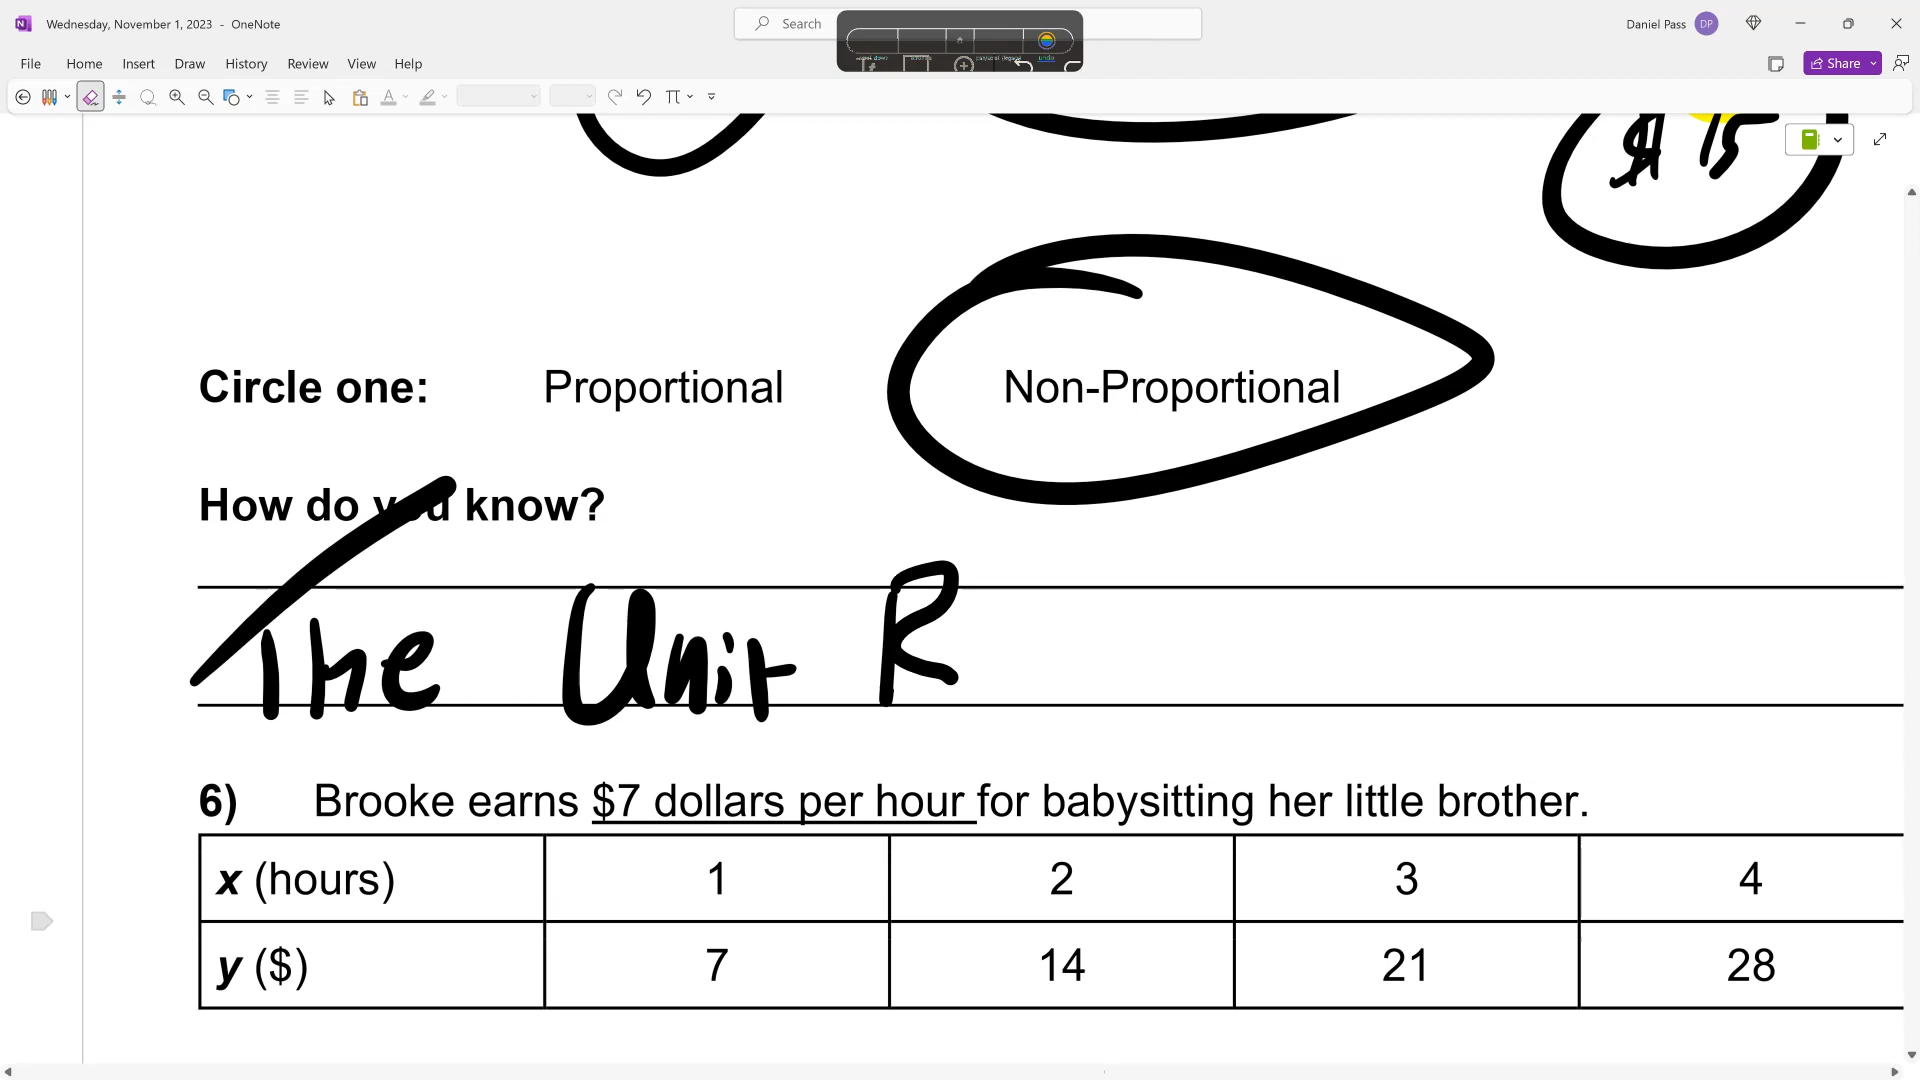 Wednesday, November 1, 2023 - OneNote
Search
Daniel Pass DP
File Home Insert Draw History Review View Help
undo
Share
$ 15
Circle one: Proportional Non-Proportional
How do you know?
The Unit R
6) Brooke earns $7 dollars per hour for babysitting her little brother.
x (hours) 1 2 3 4
y ($) 7 14 21 28